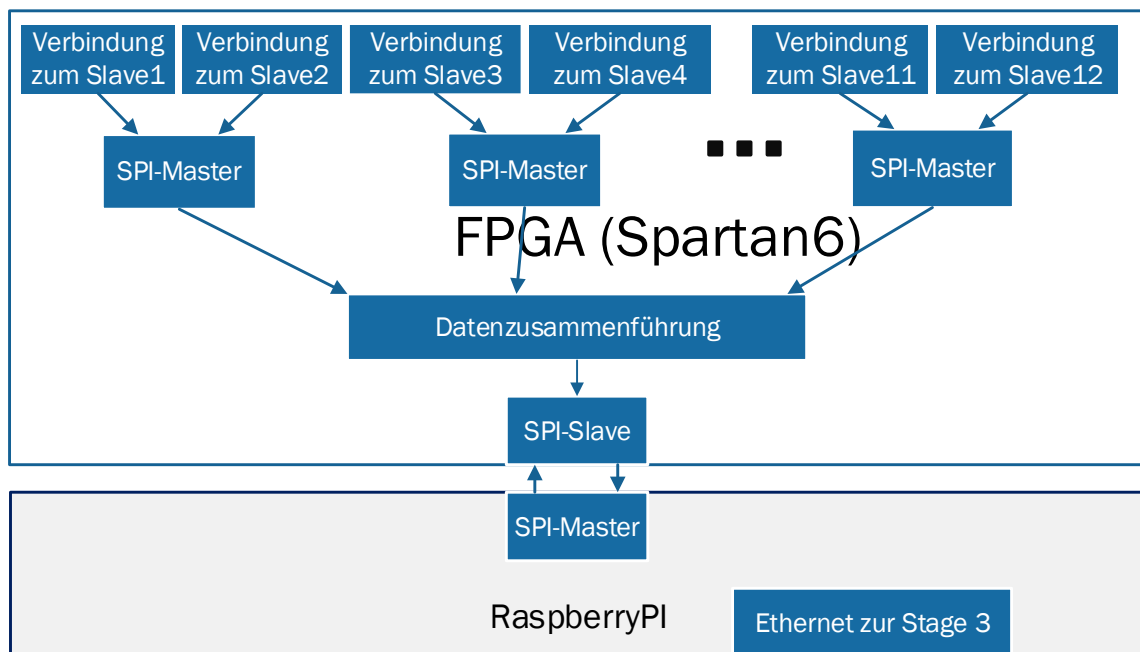 Verbindung
zum Slave1
Verbindung
zum Slave2
Verbindung
zum Slave3
Verbindung
zum Slave4
Verbindung
zum Slave11
Verbindung
zum Slave12
SPI-Master
SPI-Master
...
SPI-Master
FPGA (Spartan6)
Datenzusammenführung
SPI-Slave
SPI-Master
RaspberryPI
Ethernet zur Stage 3